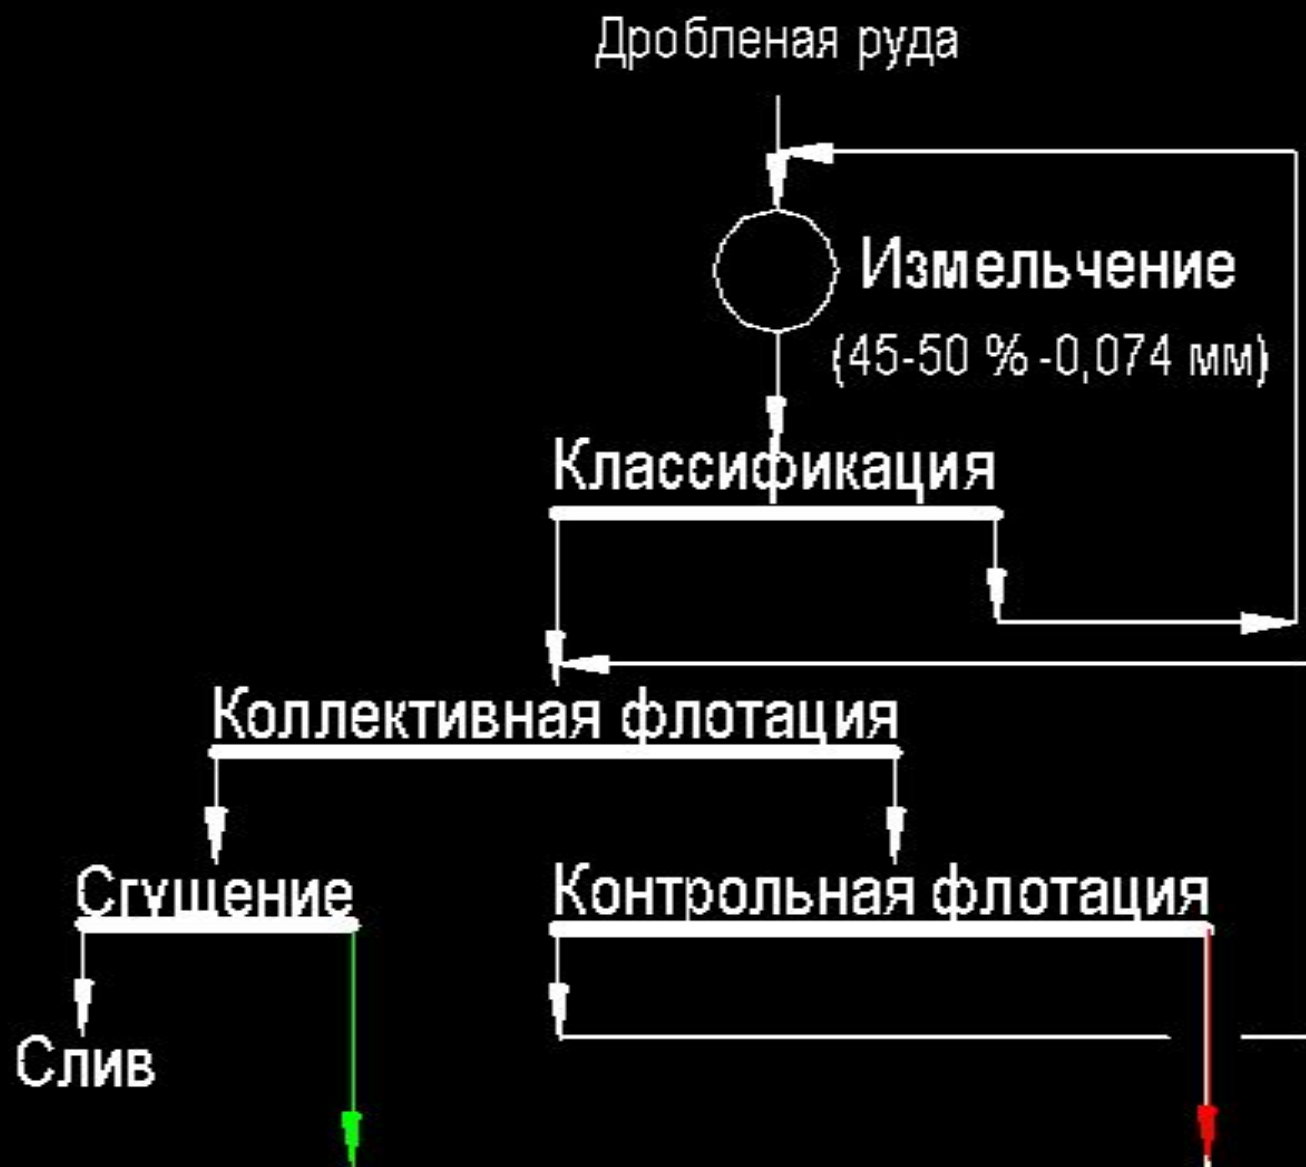 Дробленая руда
Измельчение
(45-50 % -0,074 мм)
Классификация
Коллективная флотация
Сгущение
Контрольная флотация
Слив